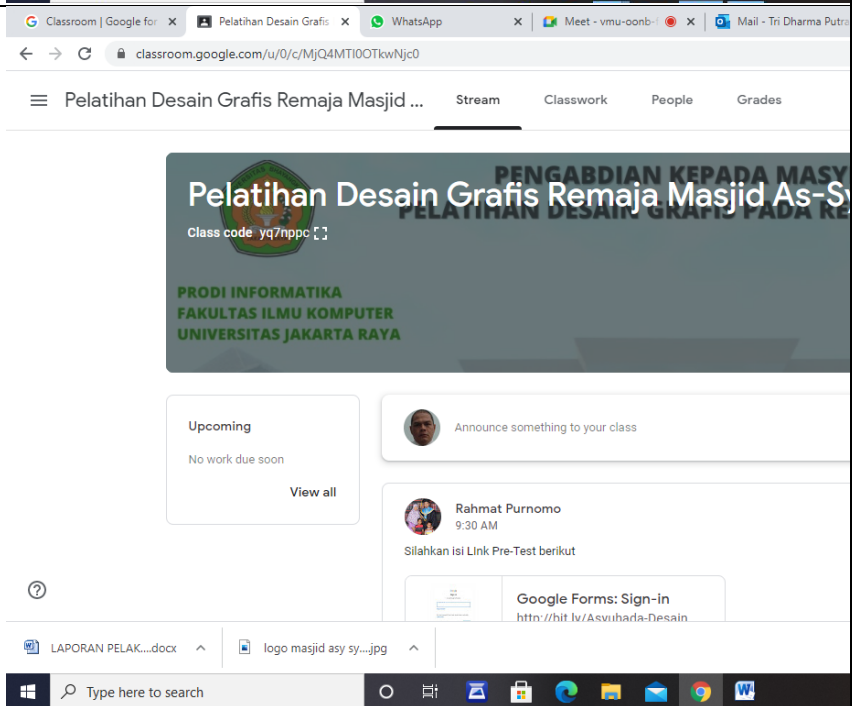 Classroom | Google for
Pelatihan Desain Grafis
WhatsApp
Meet - vmu-oonb-
Mail - Tri Dharma Putra
classroom.google.com/u/0/c/MjQ4MTI0OTkwNjc0
Pelatihan Desain Grafis Remaja Masjid ...
Stream
Classwork
People
Grades
PENGABDIAN KEPADA MASY
PELATIHAN DESAIN GRAFIS PADA RE
Pelatihan Desain Grafis Remaja Masjid As-Sy
Class code yq7nppc
PRODI INFORMATIKA
FAKULTAS ILMU KOMPUTER
UNIVERSITAS JAKARTA RAYA
Upcoming
No work due soon
View all
Announce something to your class
Rahmat Purnomo
9:30 AM
Silahkan isi LInk Pre-Test berikut
Google Forms: Sign-in
http://bit.ly/Asyuhada-Desain
LAPORAN PELAK....docx
logo masjid asy sy....jpg
Type here to search